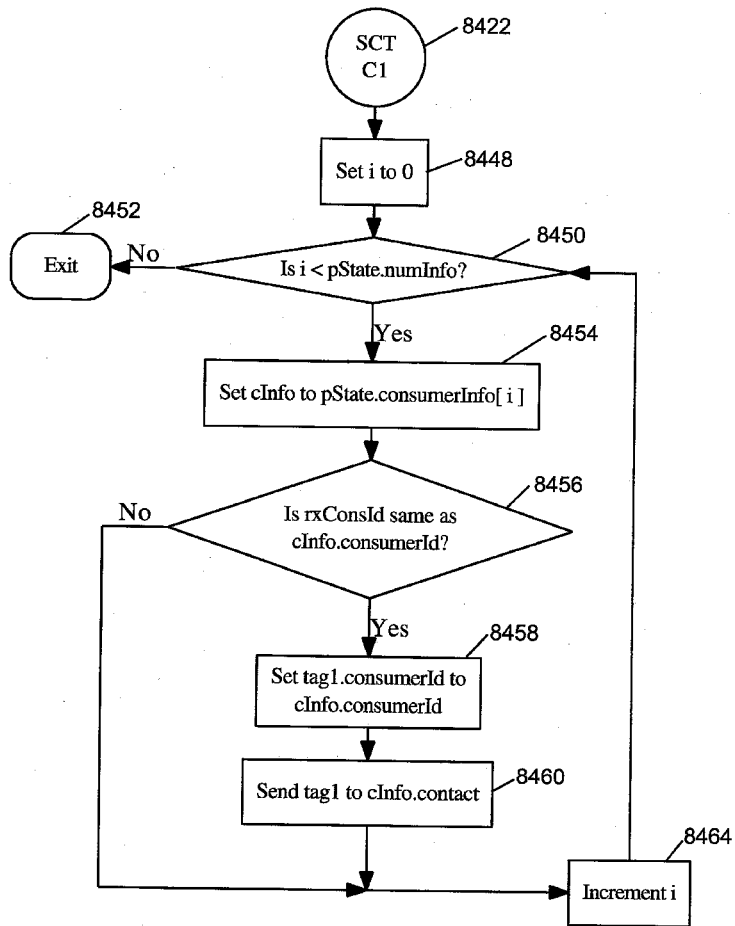 SCT
C1
8422
Set i to 0
8448
8452
Exit
No
8450
Is i < pState.numInfo?
Yes
8454
Set cInfo to pState.consumerInfo[ i ]
8456
No
Is rxConsId same as
cInfo.consumerId?
Yes
8458
Set tag1.consumerId to
cInfo.consumerId
8460
Send tag1 to cInfo.contact
8464
Increment i